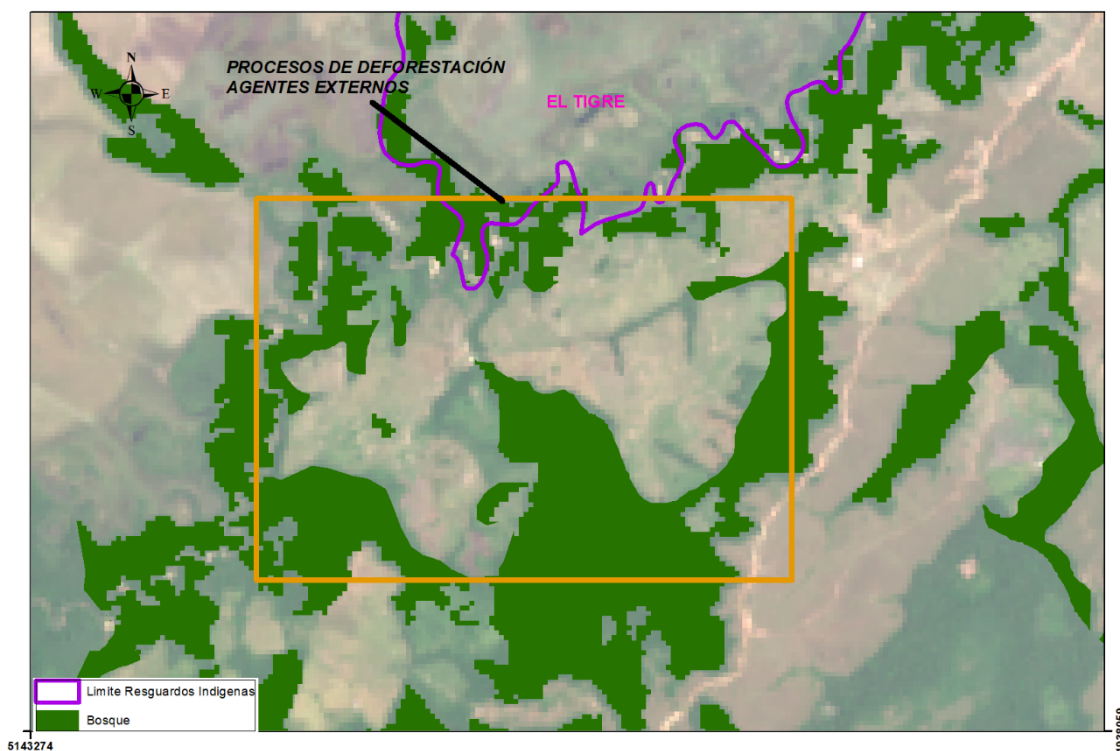 PROCESOS DE DEFORESTACIÓN
AGENTES EXTERNOS
EL TIGRE
N
W
E
S
Limite Resguardos Indigenas
Bosque
5143274